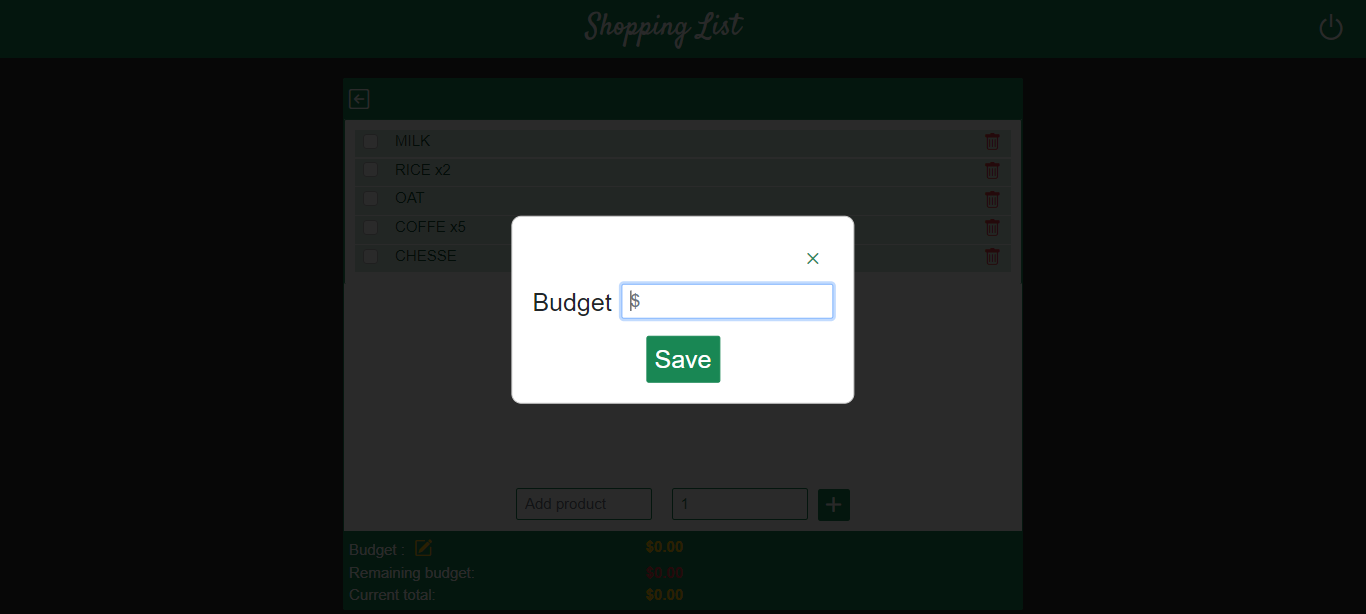 Shopping List
MILK
RICE x2
OAT
COFFE x5
CHESSE
Budget $
Save
Add product 1
Budget : $0.00
Remaining budget: $0.00
Current total: $0.00